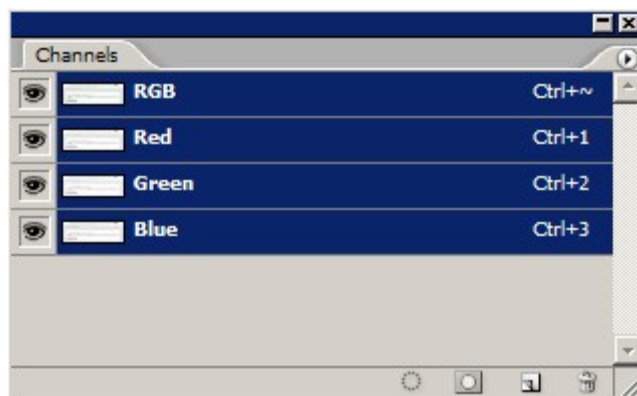 Channels
RGB Ctrl+~
Red Ctrl+1
Green Ctrl+2
Blue Ctrl+3